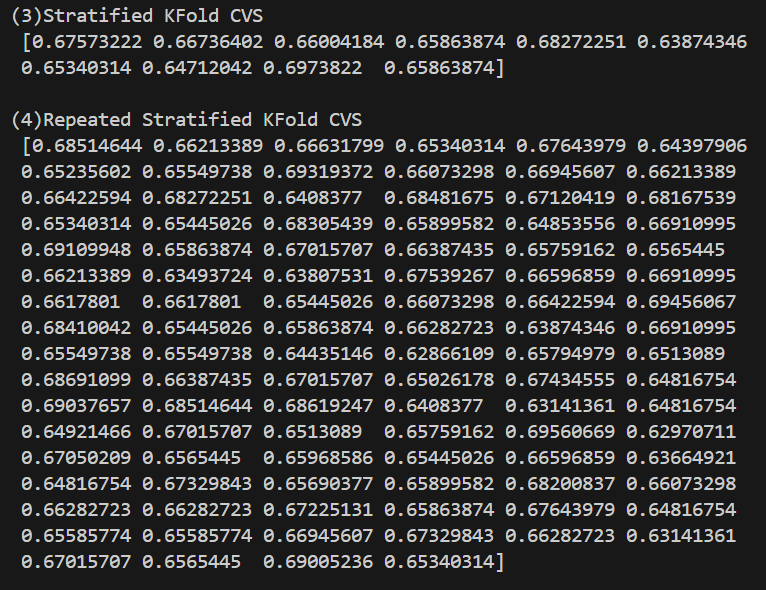 (3)Stratified KFold CVS
[0.67573222 0.66736402 0.66004184 0.65863874 0.68272251 0.63874346
0.65340314 0.64712042 0.6973822  0.65863874]
(4)Repeated Stratified KFold CVS
[0.68514644 0.66213389 0.66631799 0.65340314 0.67643979 0.64397906
0.65235602 0.65549738 0.69319372 0.66073298 0.66945607 0.66213389
0.66422594 0.68272251 0.6408377  0.68481675 0.67120419 0.68167539
0.65340314 0.65445026 0.68305439 0.65899582 0.64853556 0.66910995
0.69109948 0.65863874 0.67015707 0.66387435 0.65759162 0.6565445
0.66213389 0.63493724 0.63807531 0.67539267 0.66596859 0.66910995
0.6617801  0.6617801  0.65445026 0.66073298 0.66422594 0.69456067
0.68410042 0.65445026 0.65863874 0.66282723 0.63874346 0.66910995
0.65549738 0.65549738 0.64435146 0.62866109 0.65794979 0.6513089
0.68691099 0.66387435 0.67015707 0.65026178 0.67434555 0.64816754
0.69037657 0.68514644 0.68619247 0.6408377  0.63141361 0.64816754
0.64921466 0.67015707 0.6513089  0.65759162 0.69560669 0.62970711
0.67050209 0.6565445  0.65968586 0.65445026 0.66596859 0.63664921
0.64816754 0.67329843 0.65690377 0.65899582 0.68200837 0.66073298
0.66282723 0.66282723 0.67225131 0.65863874 0.67643979 0.64816754
0.65585774 0.65585774 0.66945607 0.67329843 0.66282723 0.63141361
0.67015707 0.6565445  0.69005236 0.65340314]